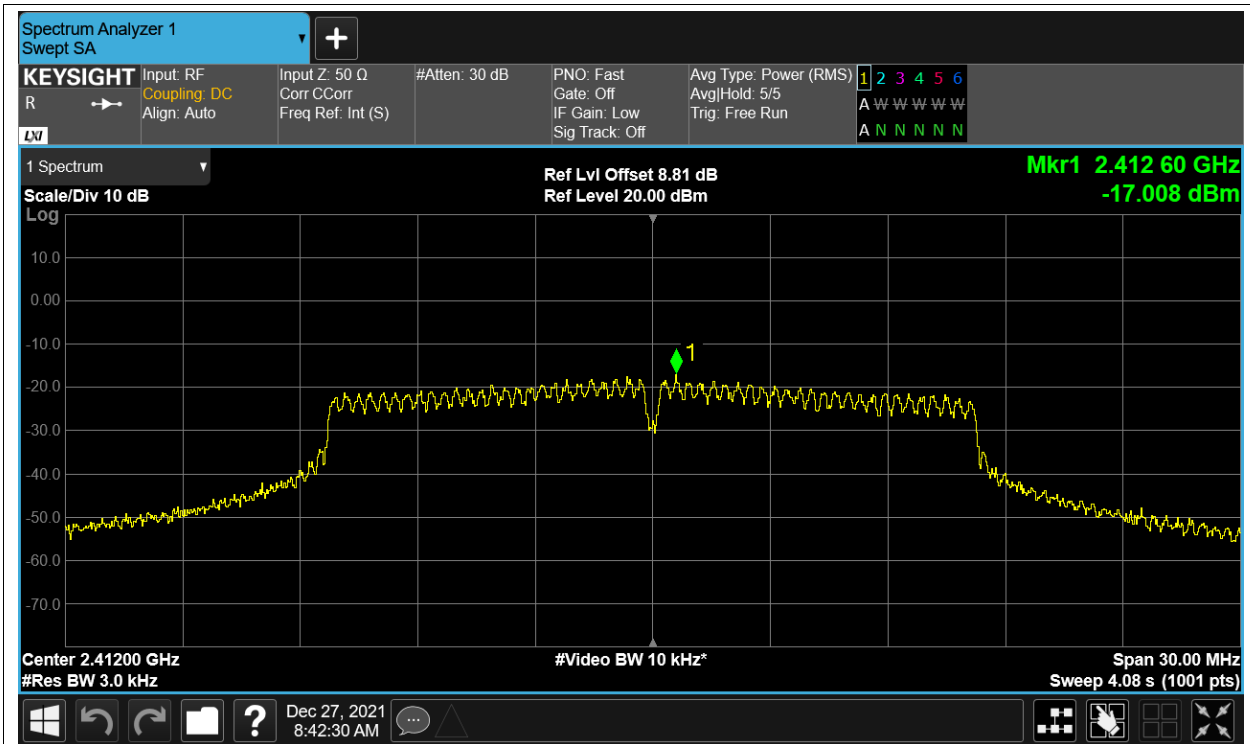 Spectrum Analyzer 1
Swept SA
KEYSIGHT
R
LXI
Input: RF
Coupling: DC
Align: Auto
Input Z: 50 Ω
Corr CCorr
Freq Ref: Int (S)
#Atten: 30 dB
PNO: Fast
Gate: Off
IF Gain: Low
Sig Track: Off
Avg Type: Power (RMS)
Avg|Hold: 5/5
Trig: Free Run
1 2 3 4 5 6
A W W W W W
A N N N N N
1 Spectrum
Scale/Div 10 dB
Ref Lvl Offset 8.81 dB
Ref Level 20.00 dBm
Mkr1 2.412 60 GHz
-17.008 dBm
Log
10.0
0.00
-10.0
1
-20.0
-30.0
-40.0
-50.0
-60.0
-70.0
Center 2.41200 GHz
#Res BW 3.0 kHz
#Video BW 10 kHz*
Span 30.00 MHz
Sweep 4.08 s (1001 pts)
?
Dec 27, 2021
8:42:30 AM